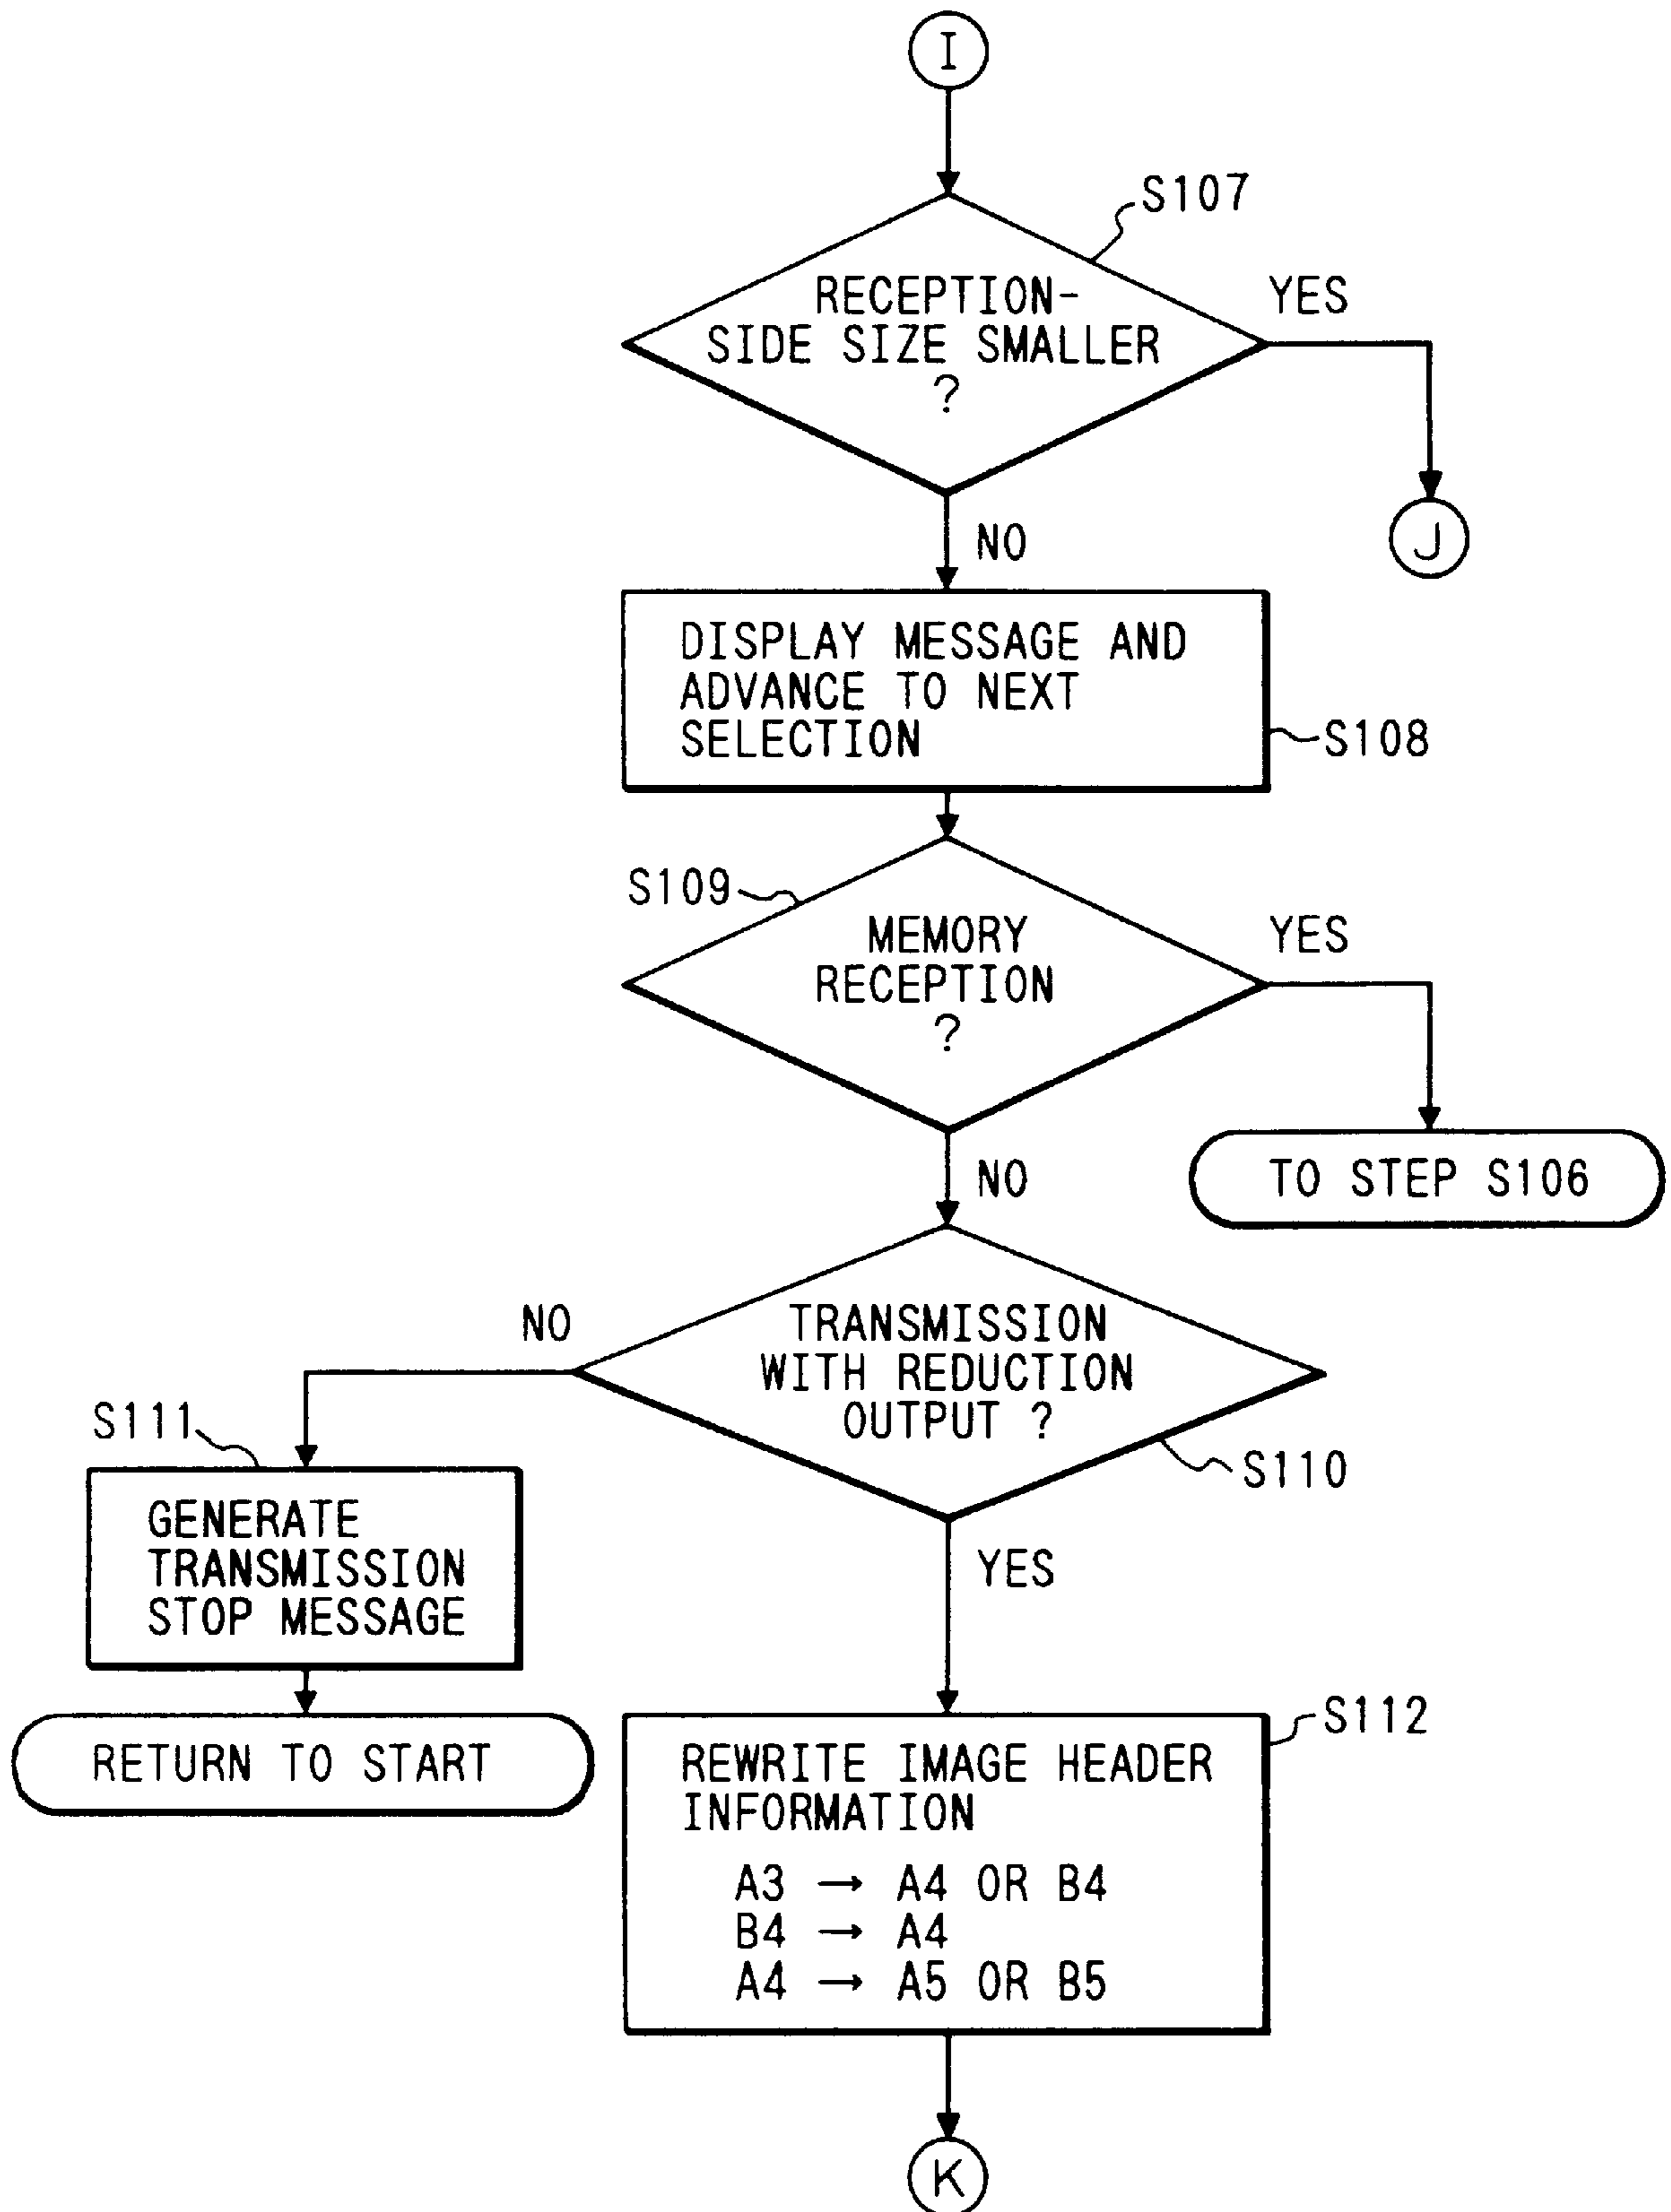 I
S107
RECEPTION-
SIDE SIZE SMALLER
?
YES
J
NO
DISPLAY MESSAGE AND
ADVANCE TO NEXT
SELECTION
S108
S109
MEMORY
RECEPTION
?
YES
TO STEP S106
NO
TRANSMISSION
WITH REDUCTION
OUTPUT ?
NO
S110
S111
GENERATE
TRANSMISSION
STOP MESSAGE
YES
RETURN TO START
S112
REWRITE IMAGE HEADER
INFORMATION
A3 → A4 OR B4
B4 → A4
A4 → A5 OR B5
K